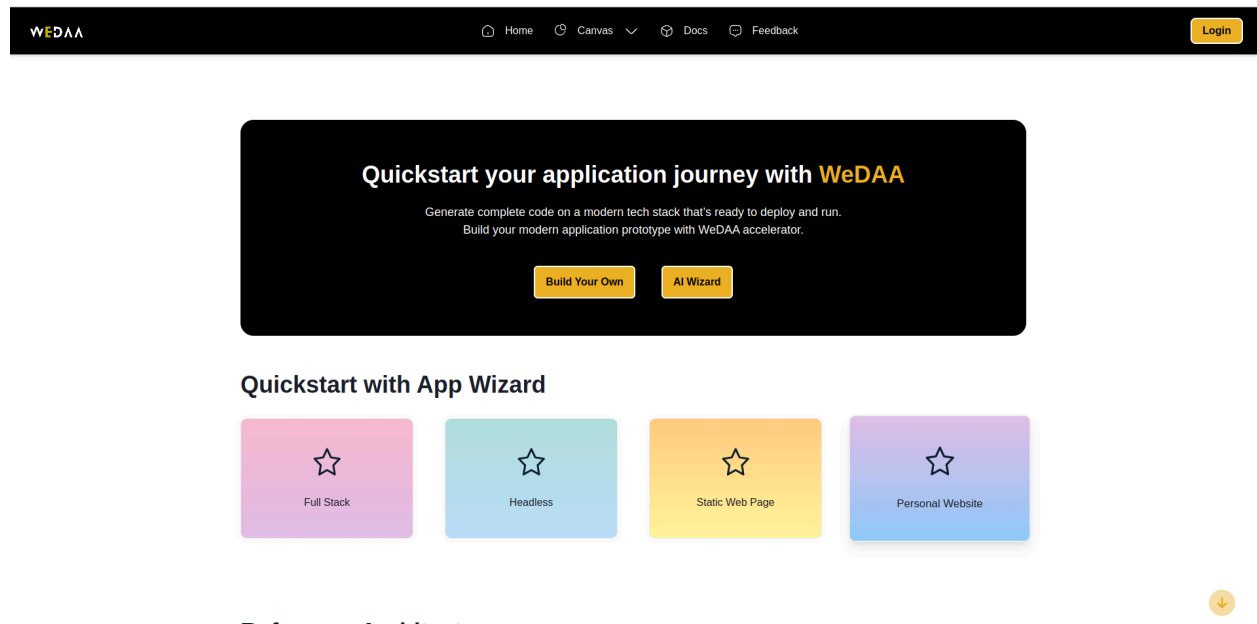 WEDAA
Home
Canvas
Docs
Feedback
Login
Quickstart your application journey with WeDAA
Generate complete code on a modern tech stack that's ready to deploy and run.
Build your modern application prototype with WeDAA accelerator.
Build Your Own
AI Wizard
Quickstart with App Wizard
Full Stack
Headless
Static Web Page
Personal Website